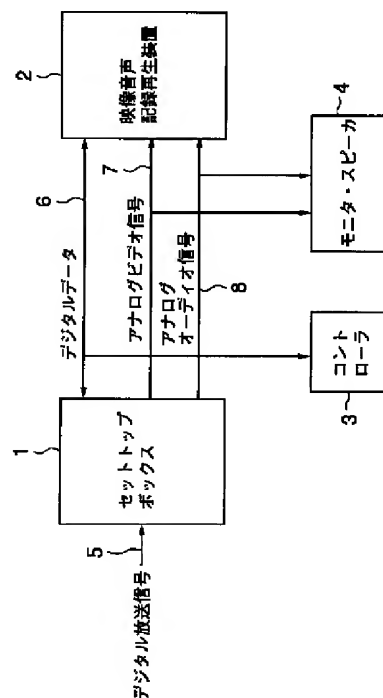 デジタル放送信号
5
1
セットトップ
ボックス
デジタルデータ
6
アナログビデオ信号
7
アナログ
オーディオ信号
8
2
映像音声
記録再生装置
3
コント
ローラ
4
モニタ・スピーカ